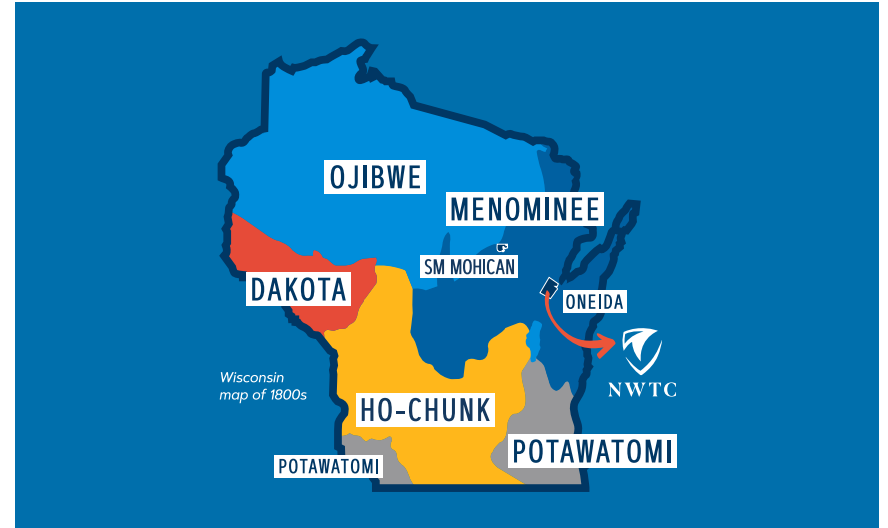 OJIBWE
MENOMINEE
SM MOHICAN
DAKOTA
ONEIDA
NWTC
Wisconsin
map of 1800s
HO-CHUNK
POTAWATOMI
POTAWATOMI